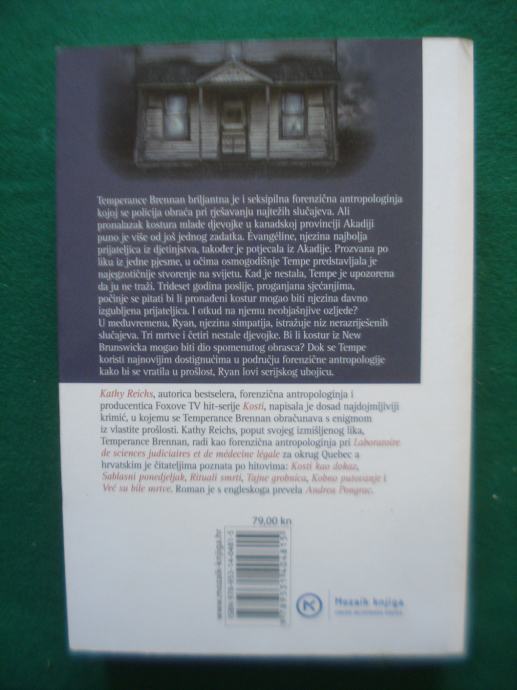 Temperance Brennan briljantna je i seksipilna forenzična antropologinja
kojoj se policija obraća pri rješavanju najtežih slučajeva. Ali
pronalazak kostura mlade djevojke u kanadskoj provinciji Akadiji
puno je više od još jednog zadatka. Évangéline, njezina najbolja
prijateljica iz djetinjstva, također je potjecala iz Akadije. Prozvana po
liku iz jedne pjesme, u očima osmogodišnje Tempe predstavljala je
najegzotičnije stvorenje na svijetu. Kad je nestala, Tempe je upozorena
da ju ne traži. Trideset godina poslije, proganjana sjećanjima,
počinje se pitati bi li pronađeni kostur mogao biti njezina davno
izgubljena prijateljica. I otkud na njemu neobjašnjive ozljede?
U međuvremenu, Ryan, njezina simpatija, istražuje niz nerazriješenih
slučajeva. Tri mrtve i četiri nestale djevojke. Bi li kostur iz New
Brunswicka mogao biti dio spomenutog obrasca? Dok se Tempe
koristi najnovijim dostignućima u području forenzične antropologije
kako bi se vratila u prošlost, Ryan lovi serijskog ubojicu.
Kathy Reichs, autorica bestselera, forenzična antropologinja i
producentica Foxove TV hit-serije Kosti, napisala je dosad najdojmljiviji
krimić, u kojemu se Temperance Brennan obračunava s enigmom
iz vlastite prošlosti. Kathy Reichs, poput svojeg izmišljenog lika,
Temperance Brennan, radi kao forenzična antropologinja pri Laboratoire
de sciences judiciaires et de médecine légale za okrug Quebec a
hrvatskim je čitateljima poznata po hitovima: Kosti kao dokaz,
Sablasni ponedjeljak, Rituali smrti, Tajne grobnica, Kobno putovanje i
Već su bile mrtve. Roman je s engleskoga prevela Andrea Pongrac.
79,00 kn
www.mozaik-knjiga.hr
ISBN 978-953-14-0481-5
9789531404815
Mozaik knjiga